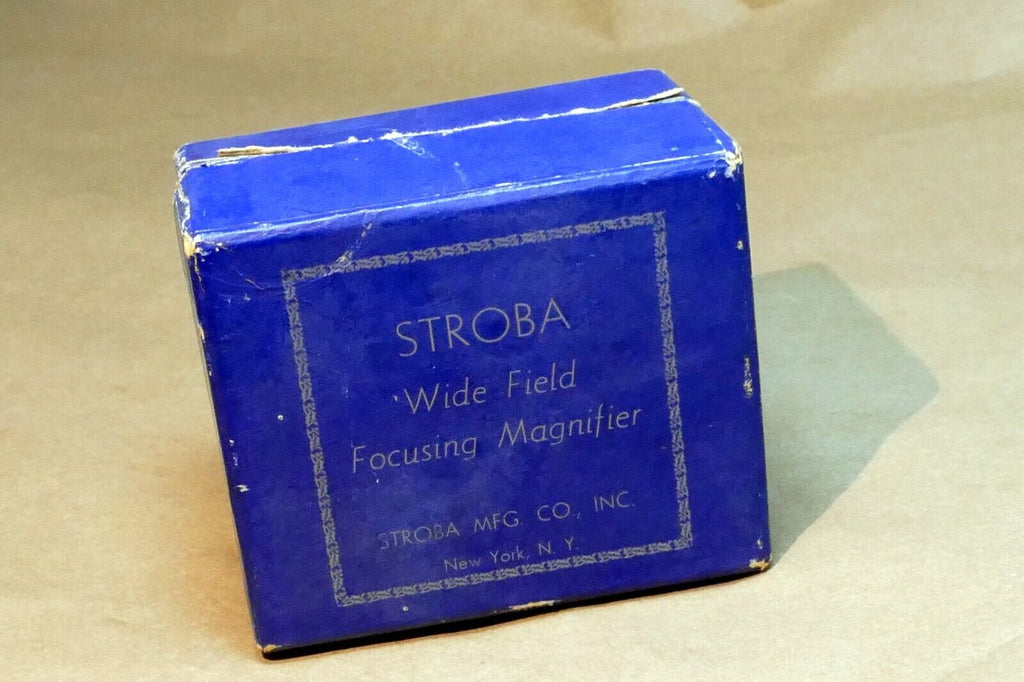 STROBA
Wide Field
Focusing Magnifier
STROBA MFG. CO., INC.
New York, N. Y.